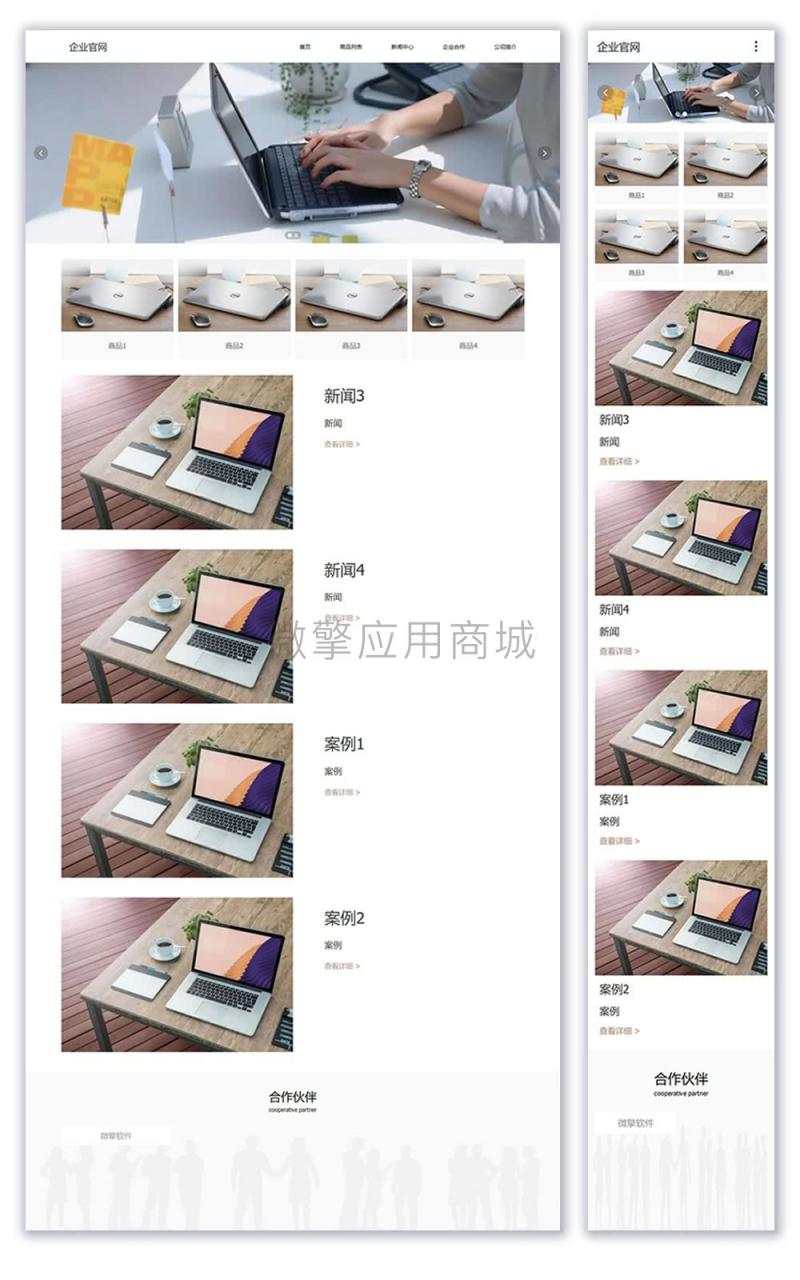 企业官网
首页 商品列表 新闻中心 企业合作 公司简介
MA
商品1 商品2 商品3 商品4
新闻3
新闻
查看详细 >
新闻4
新闻
查看详细 >
微擎应用商城
案例1
案例
查看详细 >
案例2
案例
查看详细 >
合作伙伴
cooperative partner
微擎软件
企业官网
商品1 商品2
商品3 商品4
新闻3
新闻
查看详细 >
新闻4
新闻
查看详细 >
案例1
案例
查看详细 >
案例2
案例
查看详细 >
合作伙伴
cooperative partner
微擎软件